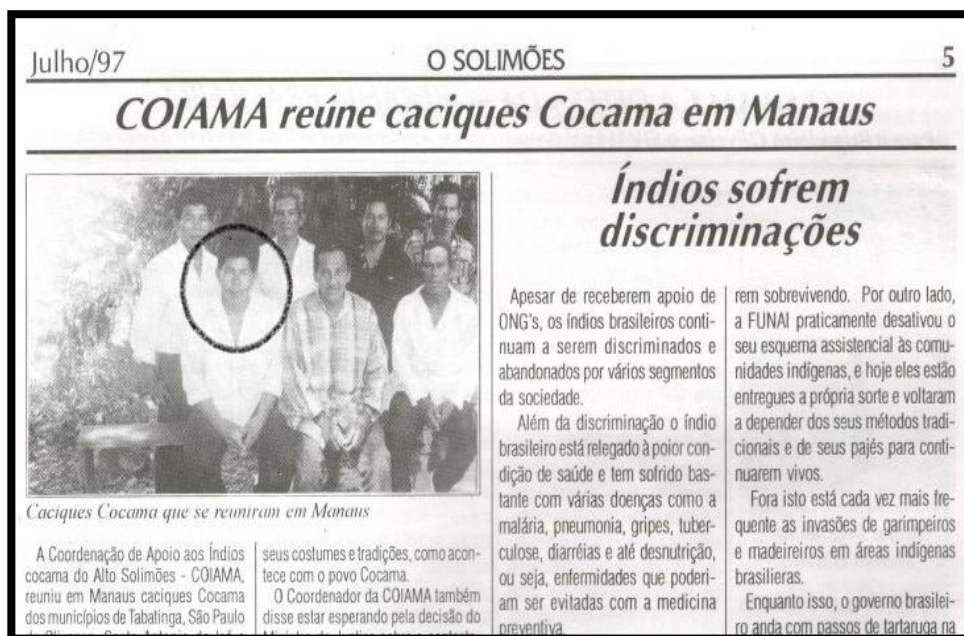 Julho/97
O SOLIMÕES
5
COIAMA reúne caciques Cocama em Manaus
Caciques Cocama que se reuniram em Manaus
A Coordenação de Apoio aos Índios
cocama do Alto Solimões - COIAMA,
reuniu em Manaus caciques Cocama
dos municípios de Tabatinga, São Paulo
seus costumes e tradições, como acon-
tece com o povo Cocama.
O Coordenador da COIAMA também
disse estar esperando pela decisão do
Índios sofrem
discriminações
Apesar de receberem apoio de
ONG's, os índios brasileiros conti-
nuam a serem discriminados e
abandonados por vários segmentos
da sociedade.
Além da discriminação o índio
brasileiro está relegado à poior con-
dição de saúde e tem sofrido bas-
tante com várias doenças como a
malária, pneumonia, gripes, tuber-
culose, diarréias e até desnutrição,
ou seja, enfermidades que poderi-
am ser evitadas com a medicina
preventiva.
rem sobrevivendo. Por outro lado,
a FUNAI praticamente desativou o
seu esquema assistencial às comu-
nidades indígenas, e hoje eles estão
entregues a própria sorte e voltaram
a depender dos seus métodos tradi-
cionais e de seus pajés para conti-
nuarem vivos.
Fora isto está cada vez mais fre-
quente as invasões de garimpeiros
e madeireiros em áreas indígenas
brasilieras.
Enquanto isso, o governo brasilei-
ro anda com passos de tartaruga na